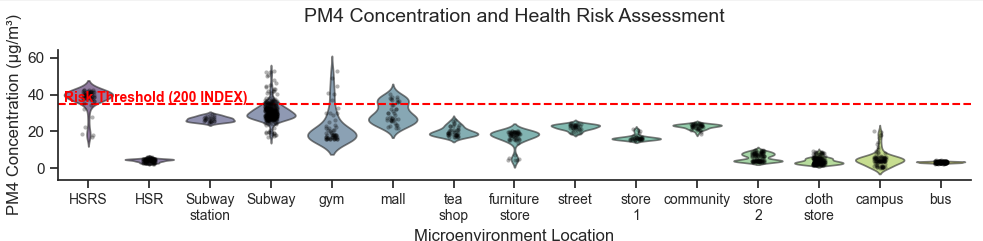 PM4 Concentration and Health Risk Assessment
PM4 Concentration (μg/m³)
60
40
20
0
Risk Threshold (200 INDEX)
HSRS
HSR
Subway
station
Subway
gym
mall
tea
shop
furniture
store
street
store
1
community
store
2
cloth
store
campus
bus
Microenvironment Location